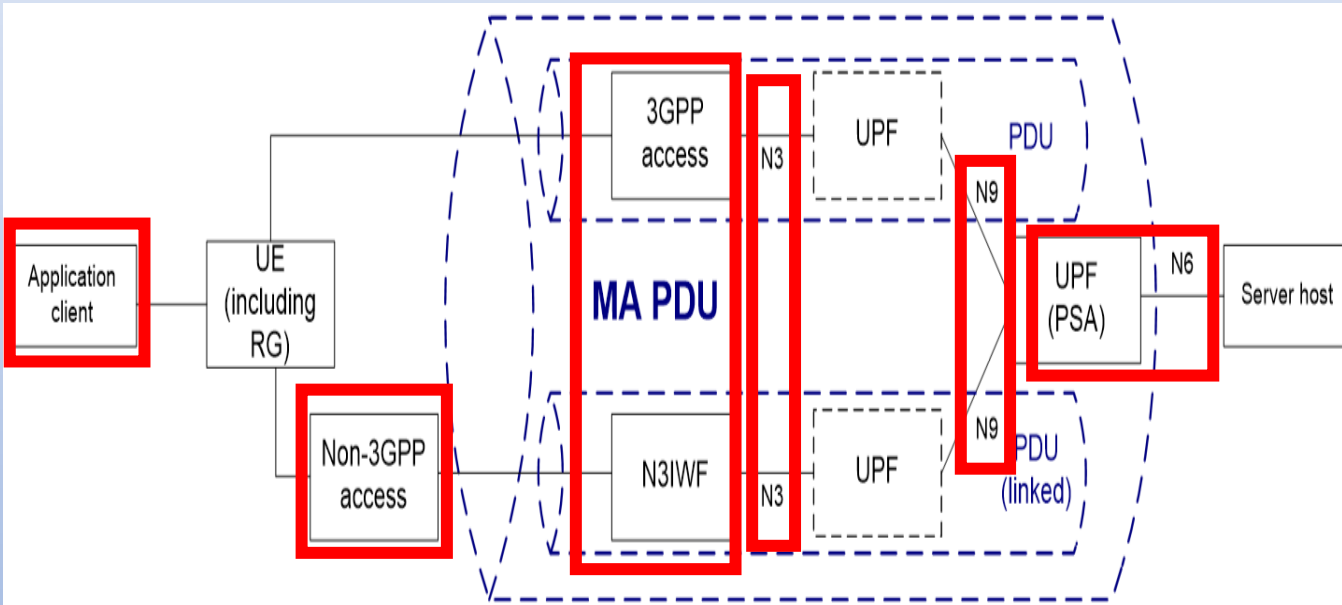 3GPP
access
N3
UPF
PDU
N9
Application
client
UE
(including
RG)
MA PDU
UPF
(PSA)
N6
Server host
Non-3GPP
access
N3IWF
N3
UPF
N9
PDU
(linked)